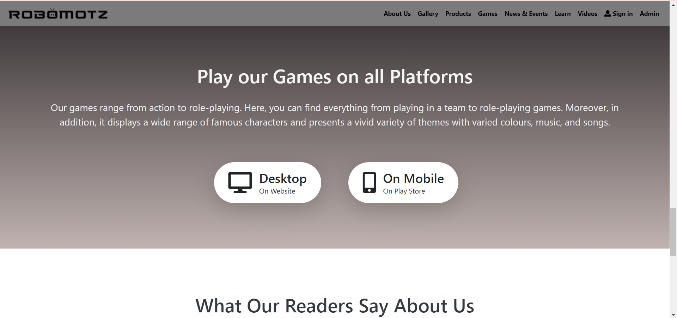 ROBOMOTZ
About Us Gallery Products Games News & Events Learn Videos Sign in Admin
Play our Games on all Platforms
Our games range from action to role-playing. Here, you can find everything from playing in a team to role-playing games. Moreover, in
addition, it displays a wide range of famous characters and presents a vivid variety of themes with varied colours, music, and songs.
Desktop
On Website
On Mobile
On Play Store
What Our Readers Say About Us